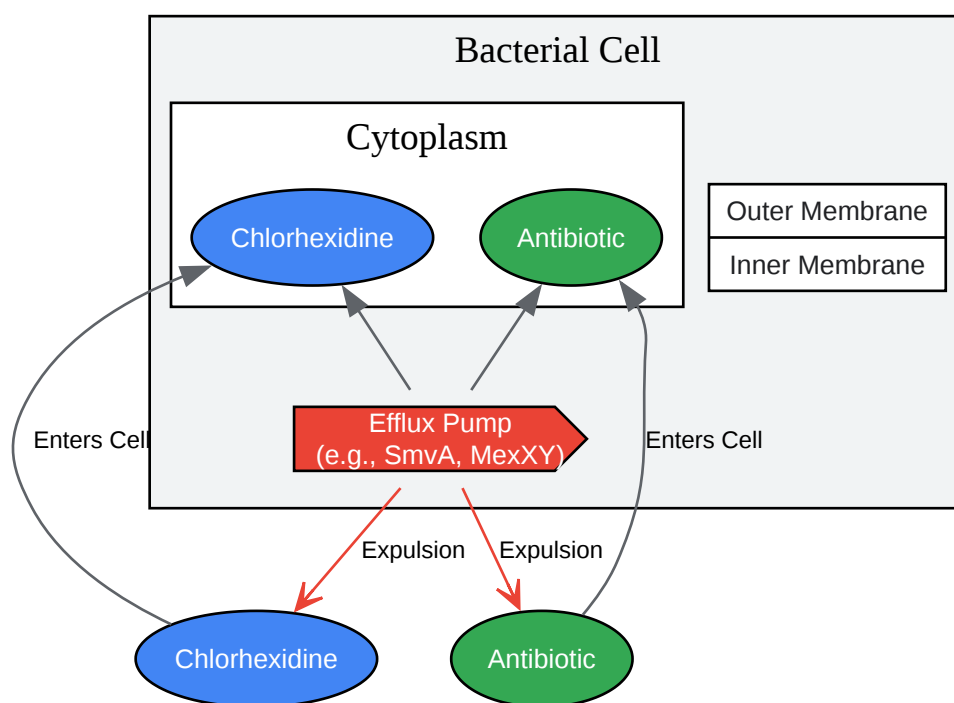 Bacterial Cell
Cytoplasm
Chlorhexidine
Antibiotic
Outer Membrane
Inner Membrane
Efflux Pump
(e.g., SmvA, MexXY)
Enters Cell
Enters Cell
Expulsion
Expulsion
Chlorhexidine
Antibiotic